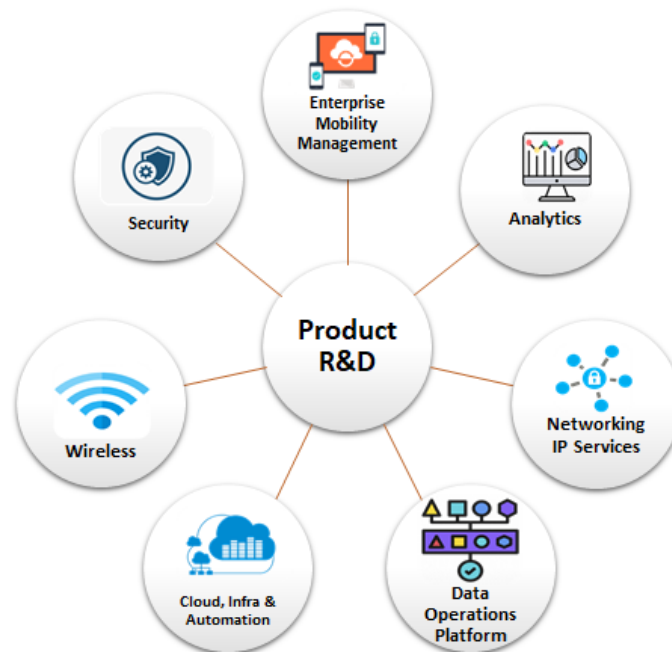 Enterprise
Mobility
Management
Security
Analytics
Product
R&D
Wireless
Networking
IP Services
Cloud, Infra &
Automation
Data
Operations
Platform